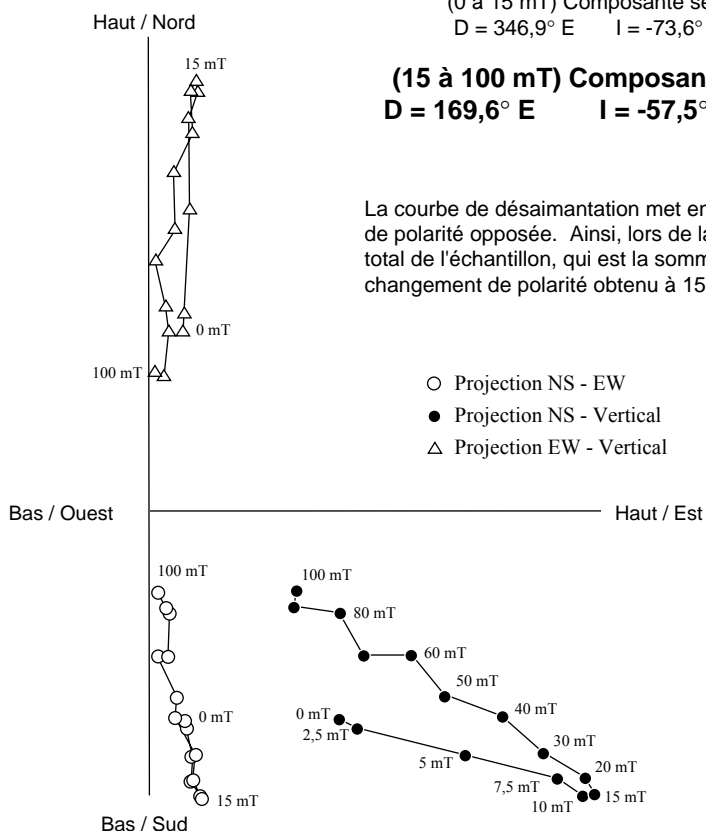 (0 à 15 mT) Composante se
Haut / Nord
D = 346,9° E I = -73,6°
15 mT
(15 à 100 mT) Composan
D = 169,6° E I = -57,5°
La courbe de désaimantation met en
de polarité opposée. Ainsi, lors de la
total de l'échantillon, qui est la somm
changement de polarité obtenu à 15
0 mT
100 mT
Projection NS - EW
Projection NS - Vertical
Projection EW - Vertical
Bas / Ouest
Haut / Est
100 mT
100 mT
80 mT
60 mT
50 mT
40 mT
0 mT
0 mT
2,5 mT
30 mT
5 mT
20 mT
7,5 mT
15 mT
10 mT
15 mT
Bas / Sud